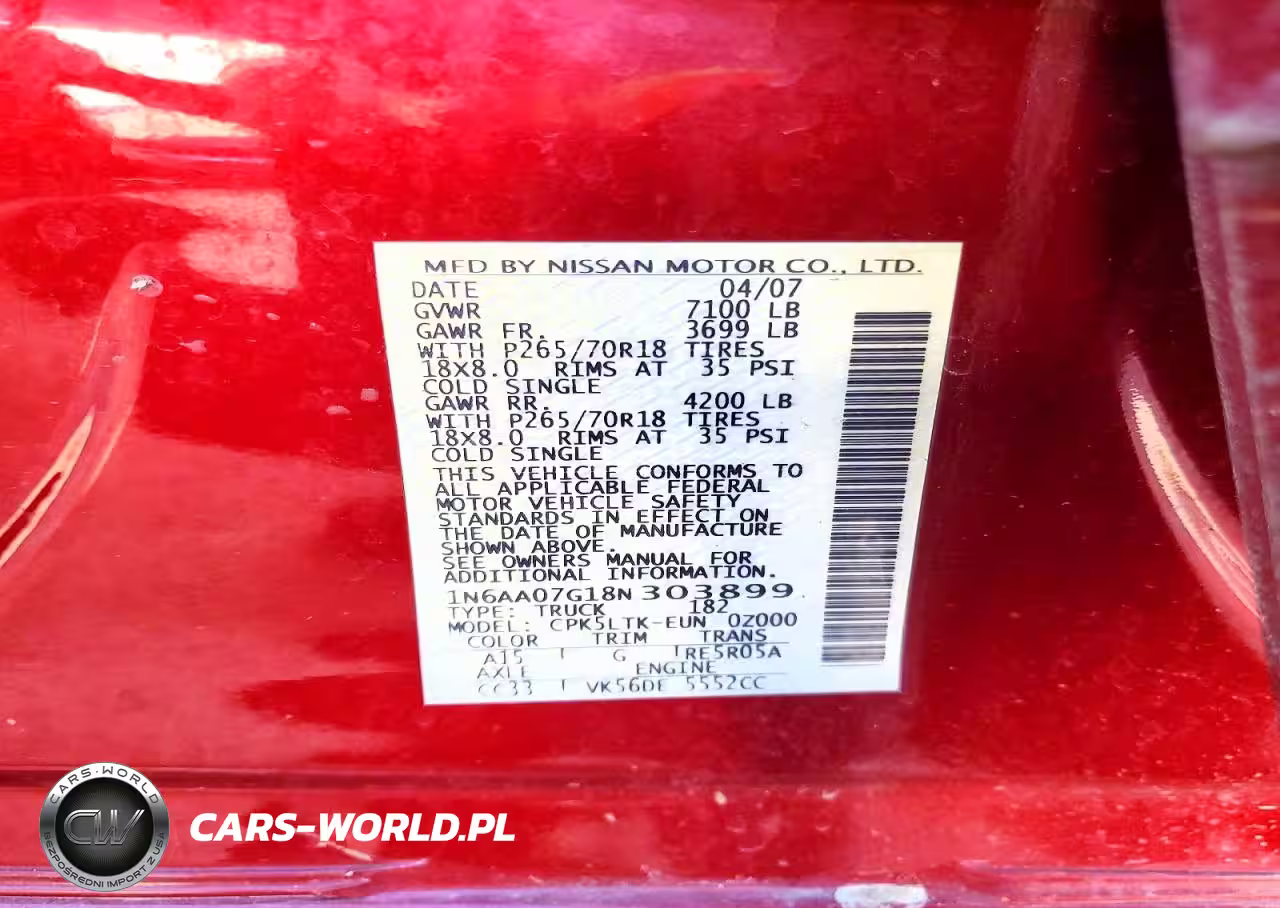 MFD BY NISSAN MOTOR CO., LTD.
DATE 04/07
GVWR 7100 LB
GAWR FR. 3699 LB
WITH P265/70R18 TIRES
18X8.0 RIMS AT 35 PSI
COLD SINGLE
GAWR RR. 4200 LB
WITH P265/70R18 TIRES
18X8.0 RIMS AT 35 PSI
COLD SINGLE
THIS VEHICLE CONFORMS TO
ALL APPLICABLE FEDERAL
MOTOR VEHICLE SAFETY
STANDARDS IN EFFECT ON
THE DATE OF MANUFACTURE
SHOWN ABOVE.
SEE OWNERS MANUAL FOR
ADDITIONAL INFORMATION.
1N6AA07G18N303899
TYPE: TRUCK 182
MODEL: CPK5LTK-EUN 0Z000
COLOR TRIM TRANS
A15 G RE5R05A
AXLE ENGINE
CC33 VK56DE 5552CC
CARS-WORLD
CW
BEZPOŚREDNI IMPORT Z USA
CARS-WORLD.PL